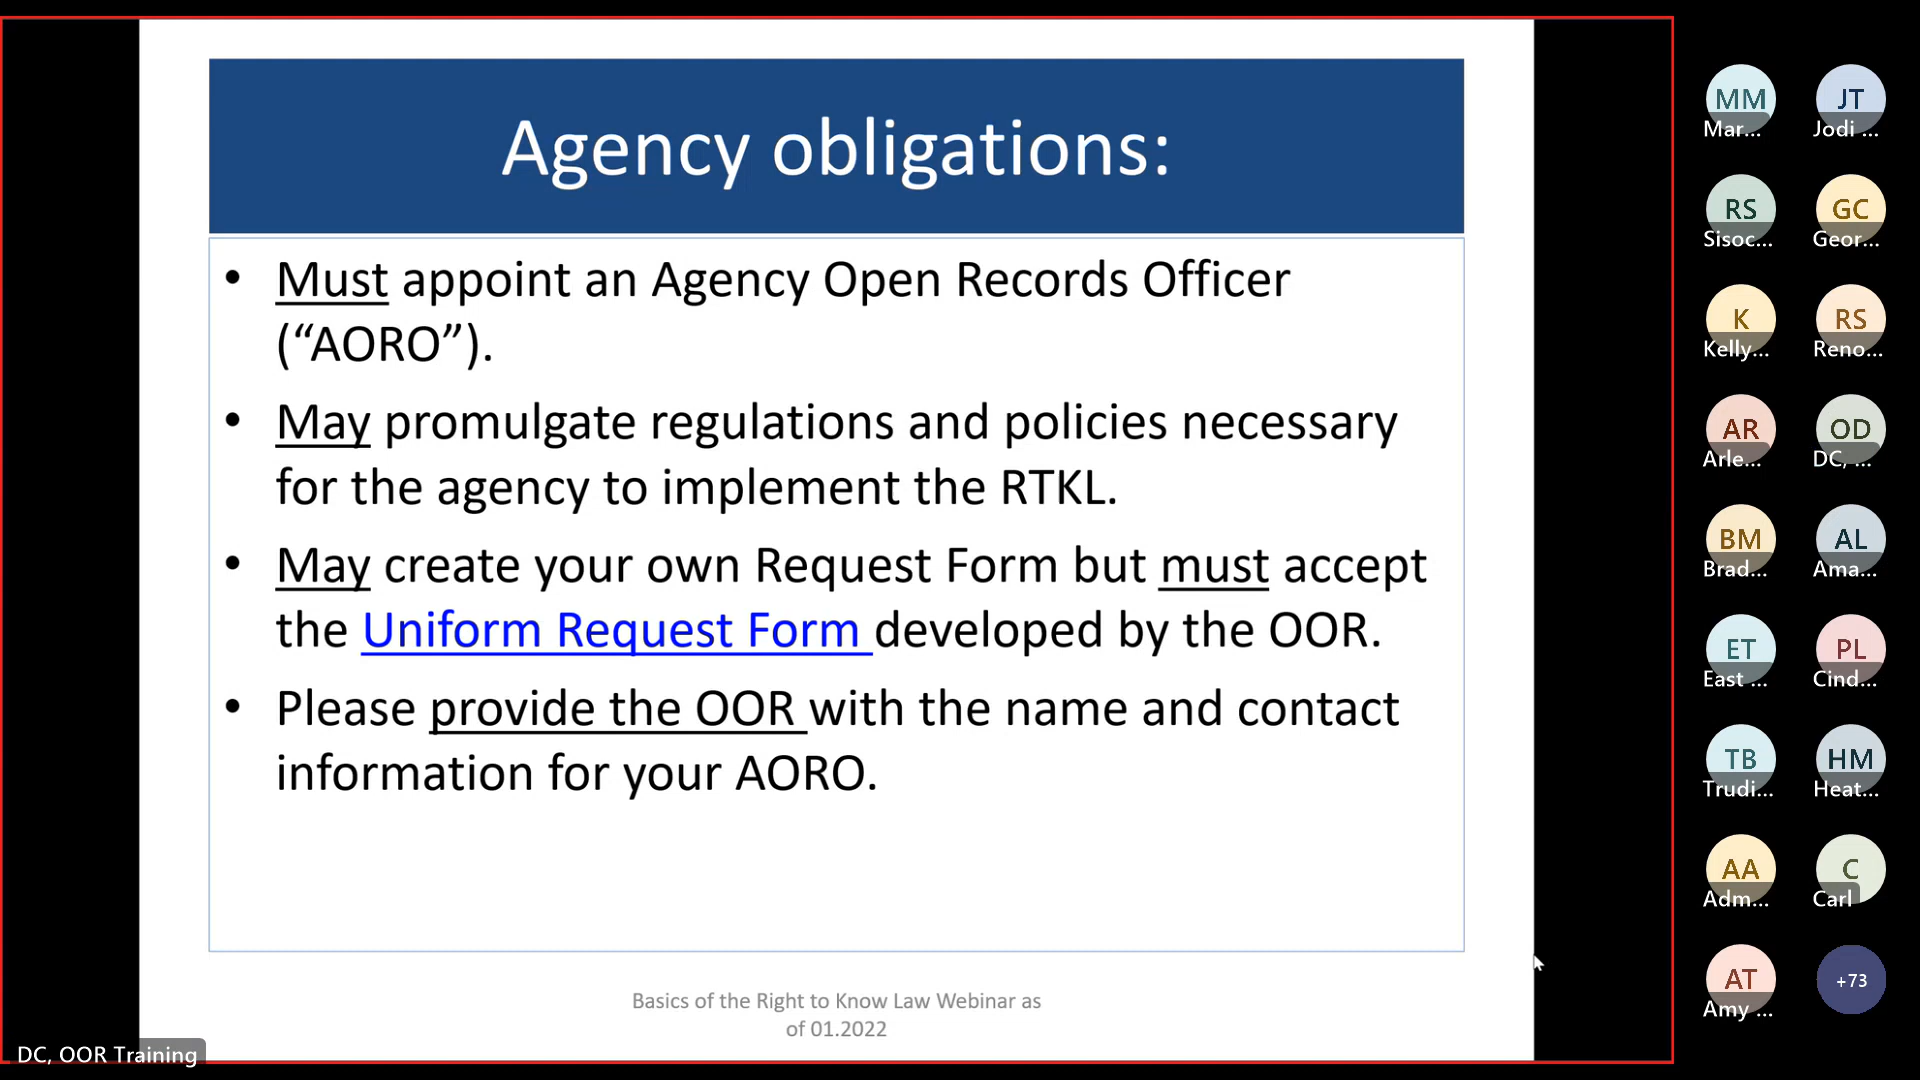 Agency obligations:
• Must appoint an Agency Open Records Officer
(“AORO”).
• May promulgate regulations and policies necessary
for the agency to implement the RTKL.
• May create your own Request Form but must accept
the Uniform Request Form developed by the OOR.
• Please provide the OOR with the name and contact
information for your AORO.
Basics of the Right to Know Law Webinar as
of 01.2022
DC, OOR Training
MM
Mar...
JT
Jodi ...
RS
Sisoc...
GC
Geor...
K
Kelly...
RS
Reno...
AR
Arle...
OD
DC, ...
BM
Brad...
AL
Ama...
ET
East ...
PL
Cind...
TB
Trudi...
HM
Heat...
AA
Adm...
C
Carl
AT
Amy ...
+73